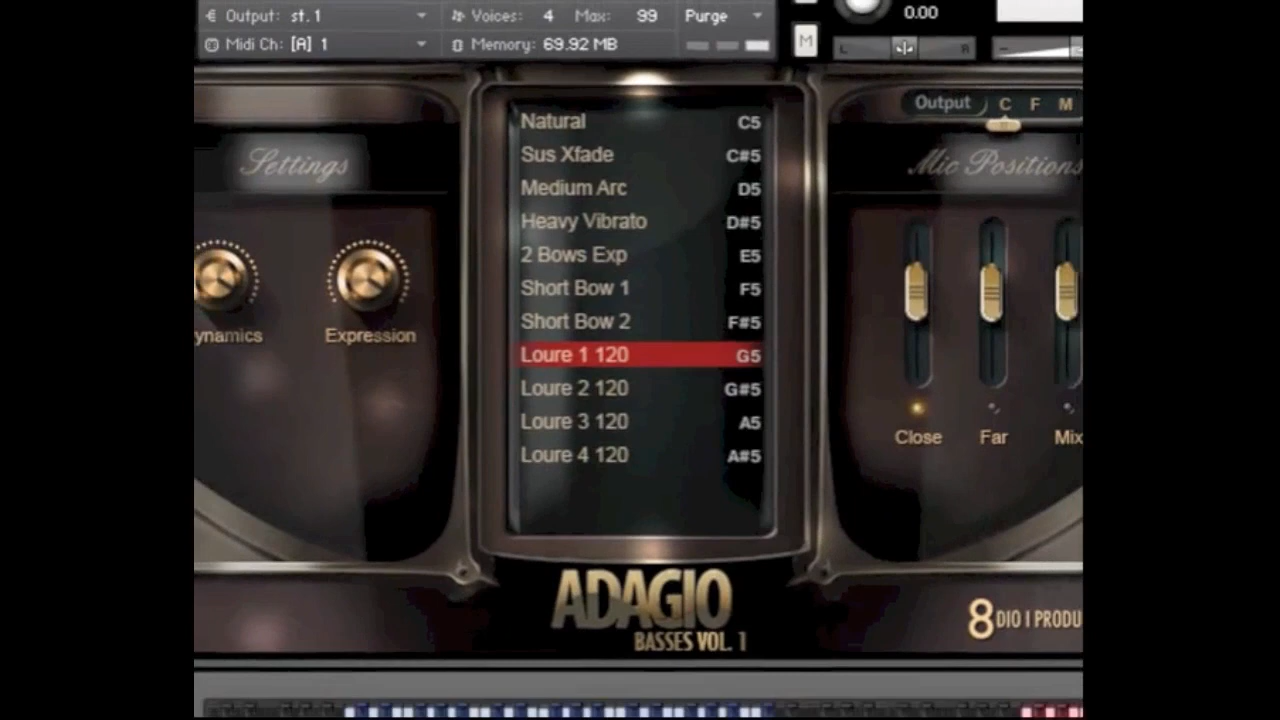 Output: st.1 Voices: 4 Max: 99 Purge 0.00
Midi Ch: [A] 1 Memory: 69.92 MB M L R
Output C F M
Settings
Mic Positions
Natural C5
Sus Xfade C#5
Medium Arc D5
Heavy Vibrato D#5
2 Bows Exp E5
Short Bow 1 F5
Short Bow 2 F#5
Loure 1 120 G5
Loure 2 120 G#5
Loure 3 120 A5
Loure 4 120 A#5
ynamics Expression
Close Far Mix
ADAGIO
BASSES VOL. 1
8DIO I PRODU